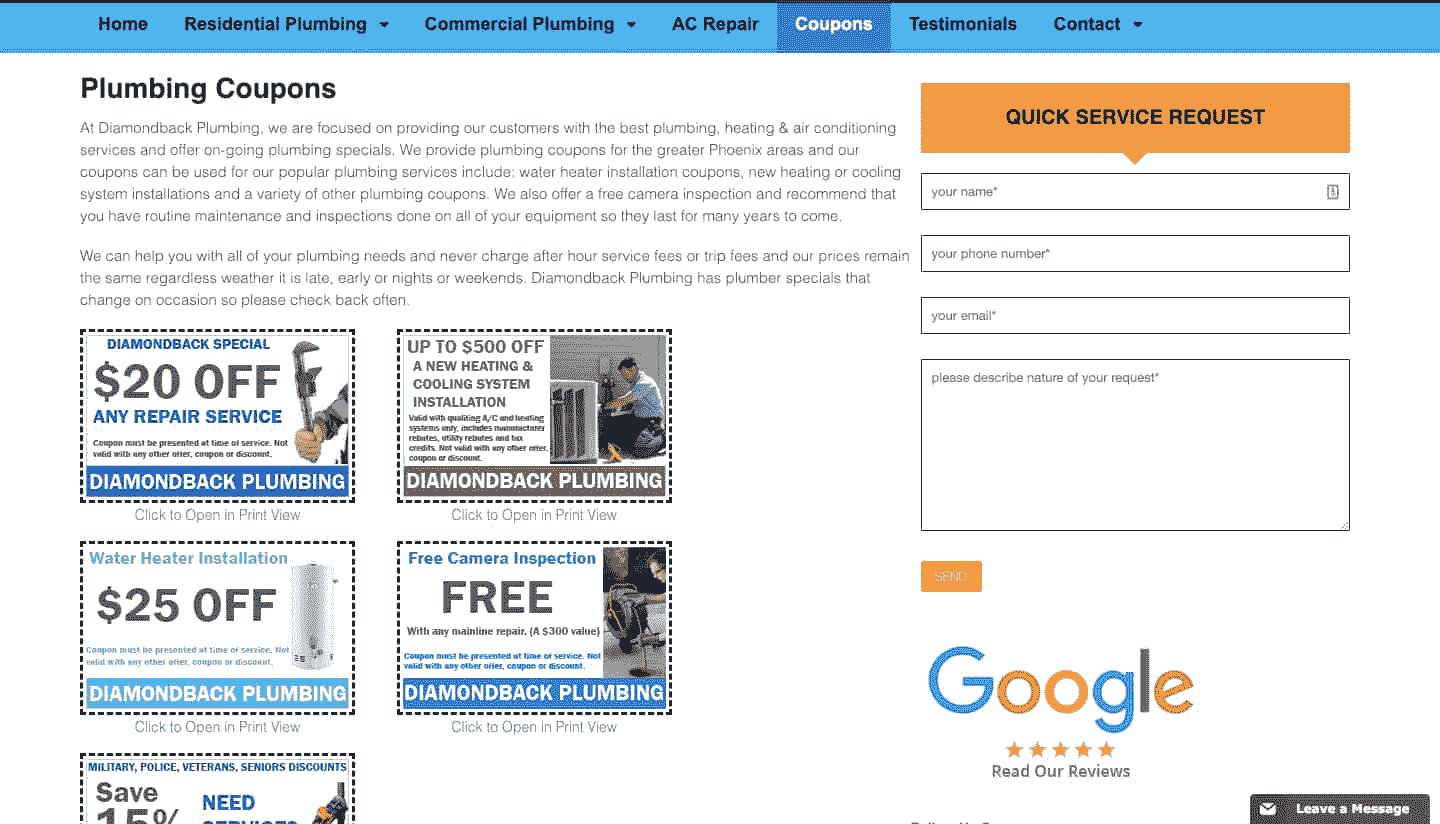 Home Residential Plumbing Commercial Plumbing AC Repair Coupons Testimonials Contact
Plumbing Coupons
At Diamondback Plumbing, we are focused on providing our customers with the best plumbing, heating & air conditioning
services and offer on-going plumbing specials. We provide plumbing coupons for the greater Phoenix areas and our
coupons can be used for our popular plumbing services include: water heater installation coupons, new heating or cooling
system installations and a variety of other plumbing coupons. We also offer a free camera inspection and recommend that
you have routine maintenance and inspections done on all of your equipment so they last for many years to come.
We can help you with all of your plumbing needs and never charge after hour service fees or trip fees and our prices remain
the same regardless weather it is late, early or nights or weekends. Diamondback Plumbing has plumber specials that
change on occasion so please check back often.
DIAMONDBACK SPECIAL
$20 OFF
ANY REPAIR SERVICE
Coupon must be presented at time of service. Not
valid with any other offer, coupon or discount.
DIAMONDBACK PLUMBING
Click to Open in Print View
UP TO $500 OFF
A NEW HEATING &
COOLING SYSTEM
INSTALLATION
Valid with qualifing A/C and heating
systems only, includes manufacturer
rebates, utility rebates and tax
credits. Not valid with any other offer,
coupon or discount.
DIAMONDBACK PLUMBING
Click to Open in Print View
Water Heater Installation
$25 OFF
Coupon must be presented at time of service. Not
valid with any other offer, coupon or discount.
DIAMONDBACK PLUMBING
Click to Open in Print View
Free Camera Inspection
FREE
With any mainline repair, (A $300 value)
Coupon must be presented at time of service. Not
valid with any other offer, coupon or discount.
DIAMONDBACK PLUMBING
Click to Open in Print View
MILITARY, POLICE, VETERANS, SENIORS DISCOUNTS
Save
15%
NEED
SERVICES
QUICK SERVICE REQUEST
your name*
your phone number*
your email*
please describe nature of your request*
SEND
Google
Read Our Reviews
Leave a Message